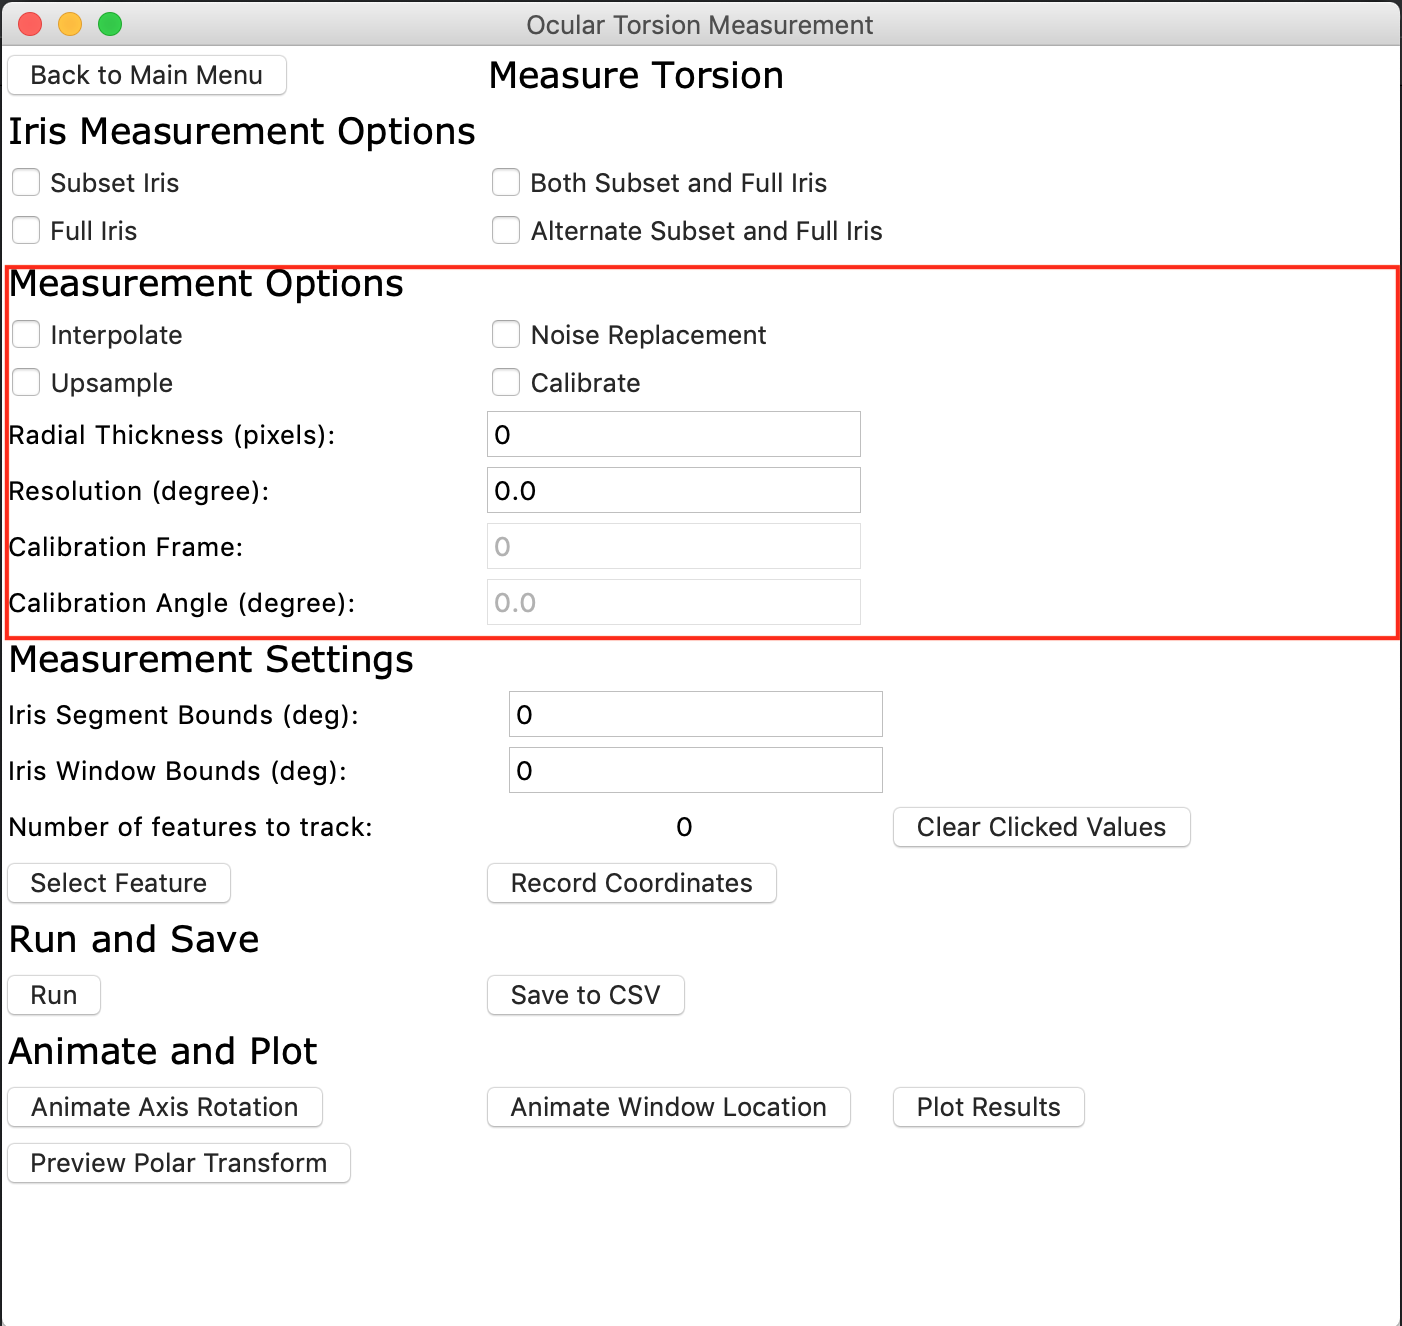 Ocular Torsion Measurement
Back to Main Menu
Measure Torsion
Iris Measurement Options
Subset Iris
Both Subset and Full Iris
Full Iris
Alternate Subset and Full Iris
Measurement Options
Interpolate
Noise Replacement
Upsample
Calibrate
Radial Thickness (pixels):
0
Resolution (degree):
0.0
Calibration Frame:
0
Calibration Angle (degree):
0.0
Measurement Settings
Iris Segment Bounds (deg):
0
Iris Window Bounds (deg):
0
Number of features to track:
0
Clear Clicked Values
Select Feature
Record Coordinates
Run and Save
Run
Save to CSV
Animate and Plot
Animate Axis Rotation
Animate Window Location
Plot Results
Preview Polar Transform